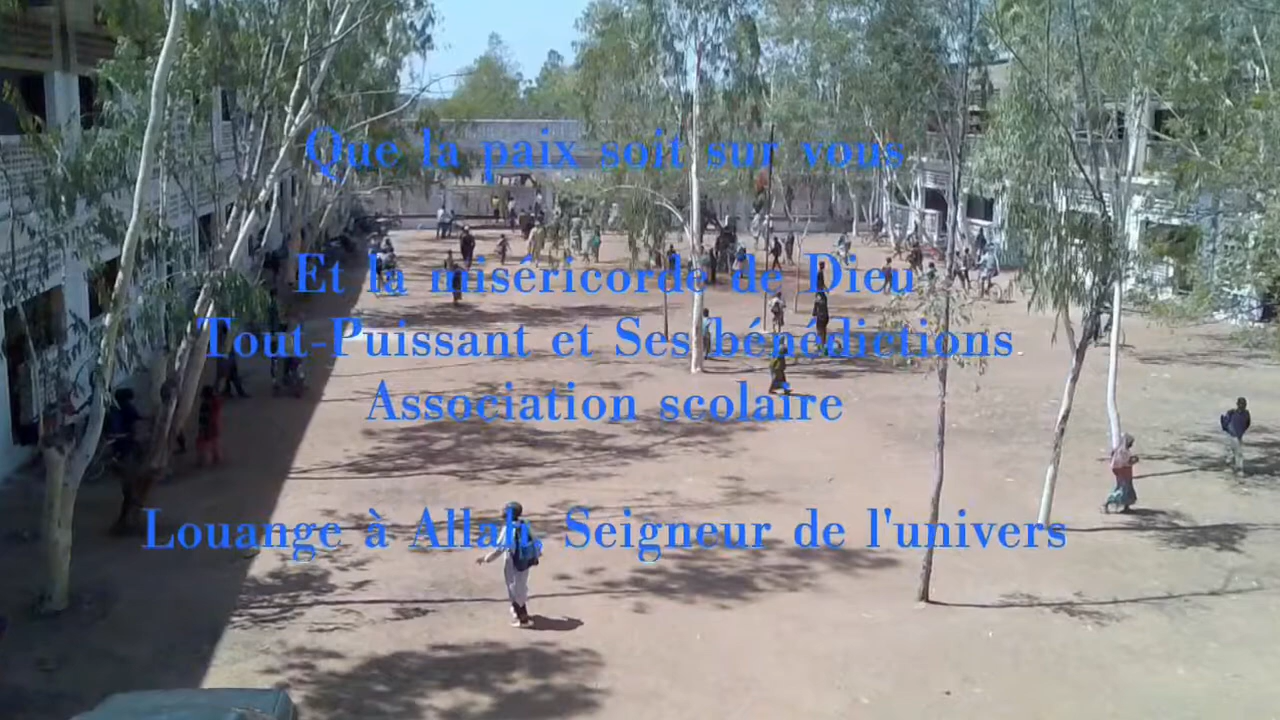 Que la paix soit sur vous
Et la miséricorde de Dieu
Tout-Puissant et Ses bénédictions
Association scolaire
Louange à Allah, Seigneur de l'univers